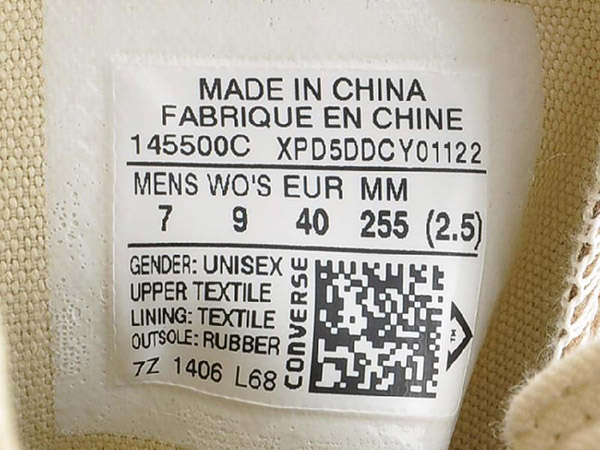 MADE IN CHINA
FABRIQUE EN CHINE
145500C XPD5DDCY01122
MENS WO'S EUR MM
7 9 40 255 (2.5)
GENDER: UNISEX
UPPER TEXTILE
LINING: TEXTILE
OUTSOLE: RUBBER
7Z 1406 L68
CONVERSE
TM